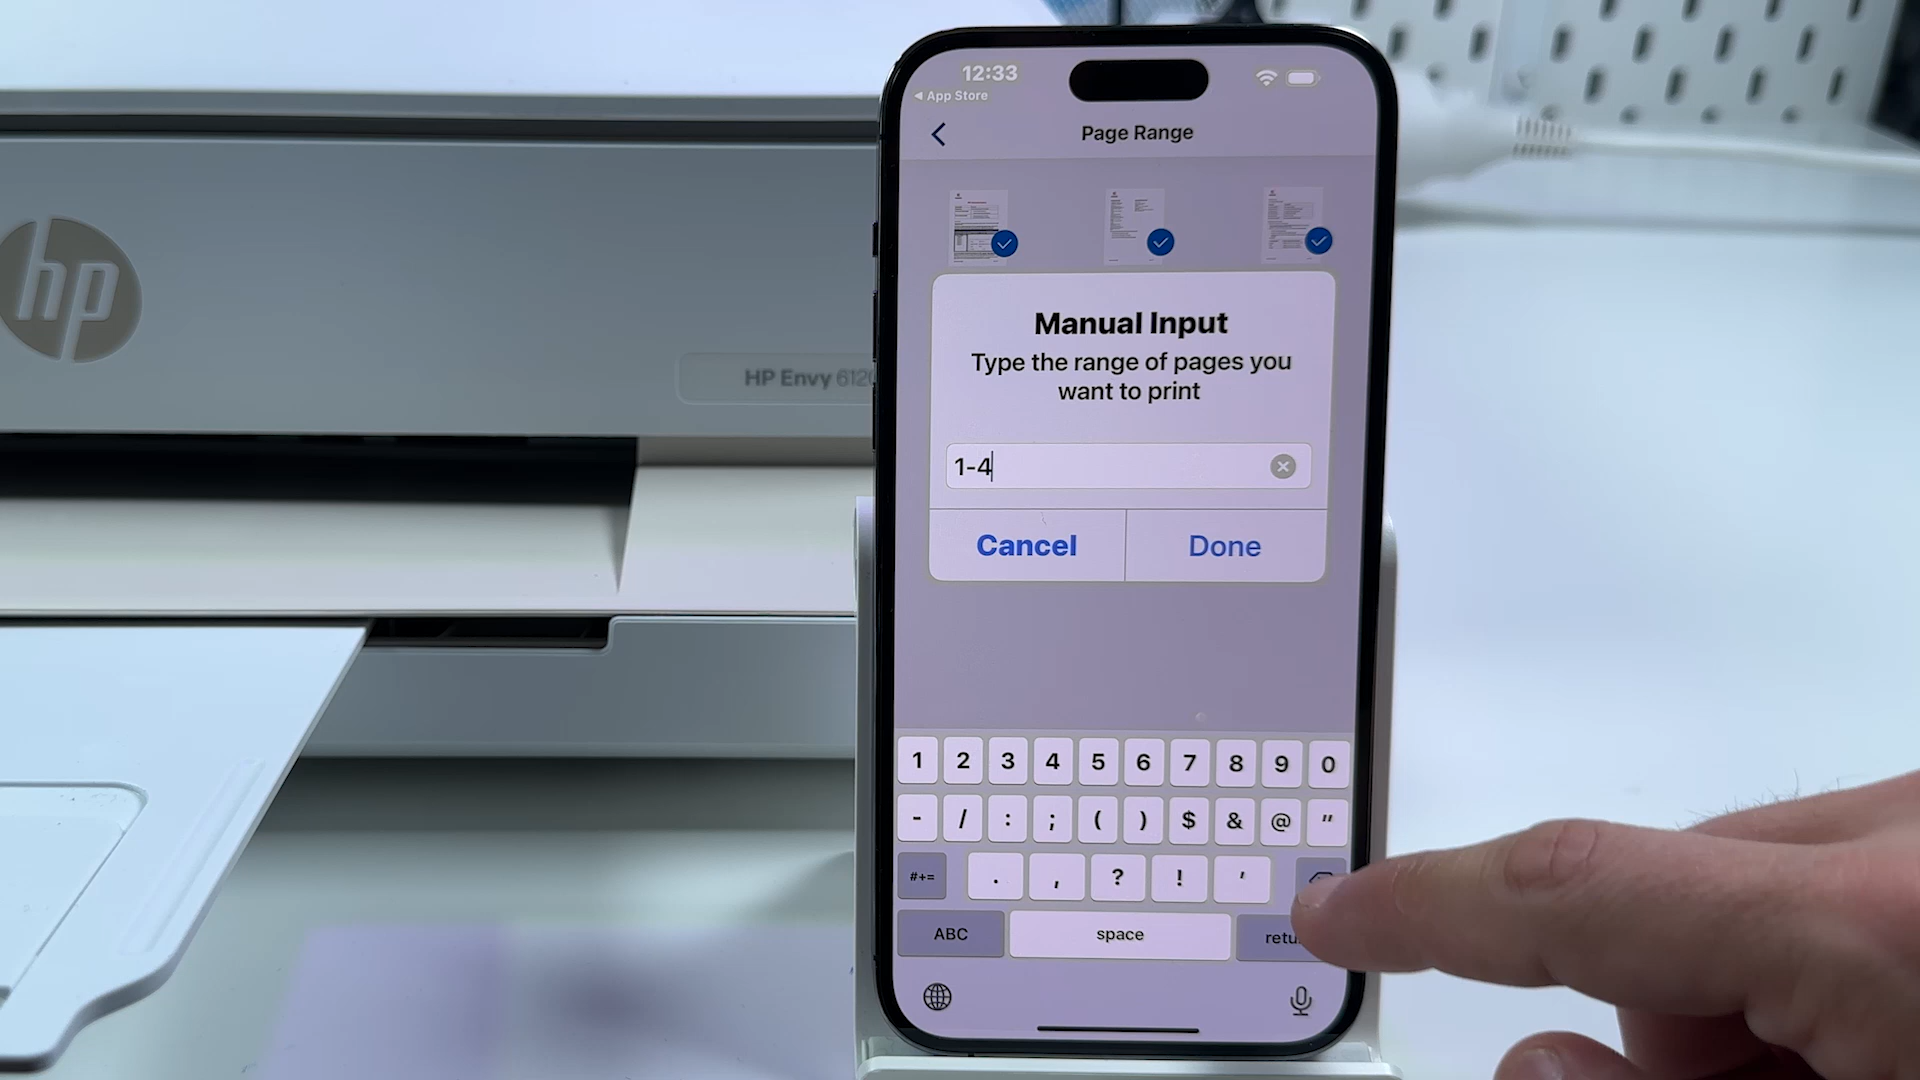 hp
HP Envy
12:33
◀ App Store
Page Range
Manual Input
Type the range of pages you
want to print
1-4
Cancel
Done
1 2 3 4 5 6 7 8 9 0
- / : ; ( ) $ & @ "
#+= . , ? ! '
ABC space